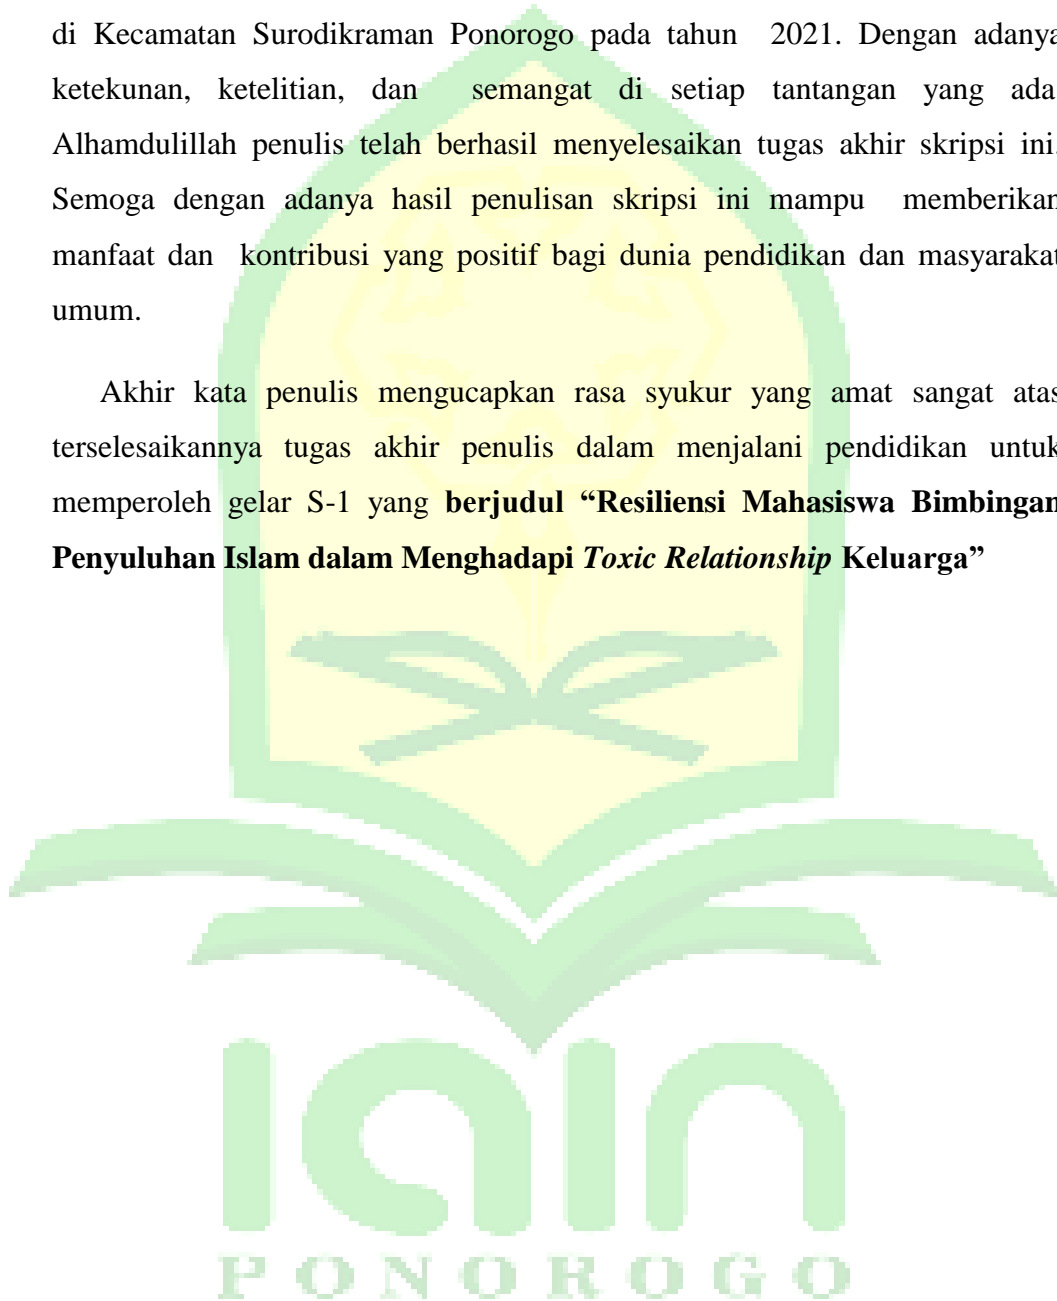 di Kecamatan Surodikraman Ponorogo pada tahun 2021. Dengan adanya
ketekunan, ketelitian, dan semangat di setiap tantangan yang ada
Alhamdulillah penulis telah berhasil menyelesaikan tugas akhir skripsi ini.
Semoga dengan adanya hasil penulisan skripsi ini mampu memberikan
manfaat dan kontribusi yang positif bagi dunia pendidikan dan masyarakat
umum.
Akhir kata penulis mengucapkan rasa syukur yang amat sangat atas
terselesaikannya tugas akhir penulis dalam menjalani pendidikan untuk
memperoleh gelar S-1 yang berjudul “Resiliensi Mahasiswa Bimbingan
Penyuluhan Islam dalam Menghadapi Toxic Relationship Keluarga”
iain
PONOROGO